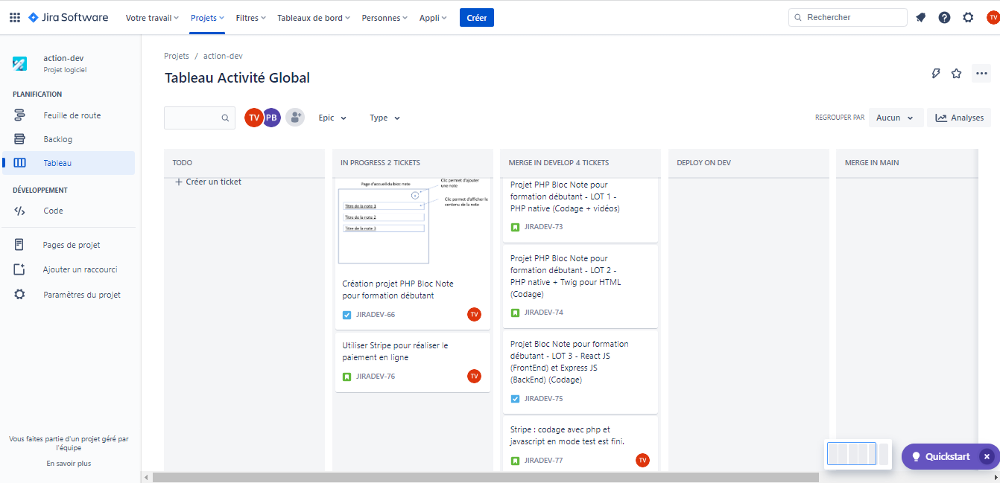 Jira Software
Votre travail
Projets
Filtres
Tableaux de bord
Personnes
Appli
Créer
Rechercher
TV
action-dev
Projet logiciel
PLANIFICATION
Feuille de route
Backlog
Tableau
DÉVELOPPEMENT
Code
Pages de projet
Ajouter un raccourci
Paramètres du projet
Vous faites partie d'un projet géré par
l'équipe
En savoir plus
Projets / action-dev
Tableau Activité Global
TV
PB
Epic
Type
REGROUPER PAR
Aucun
Analyses
TODO
+ Créer un ticket
IN PROGRESS 2 TICKETS
Page d'accueil du bloc note
Clic permet d'ajouter
une note
Clic permet d'afficher le
contenu de la note
Titre de la note 1
Titre de la note 2
Titre de la note 3
Création projet PHP Bloc Note
pour formation débutant
JIRADEV-66
TV
Utiliser Stripe pour réaliser le
paiement en ligne
JIRADEV-76
TV
MERGE IN DEVELOP 4 TICKETS
Projet PHP Bloc Note pour
formation débutant - LOT 1 -
PHP native (Codage + vidéos)
JIRADEV-73
Projet PHP Bloc Note pour
formation débutant - LOT 2 -
PHP native + Twig pour HTML
(Codage)
JIRADEV-74
Projet Bloc Note pour formation
débutant - LOT 3 - React JS
(FrontEnd) et Express JS
(BackEnd) (Codage)
JIRADEV-75
Stripe : codage avec php et
javascript en mode test est fini.
JIRADEV-77
TV
DEPLOY ON DEV
MERGE IN MAIN
Quickstart